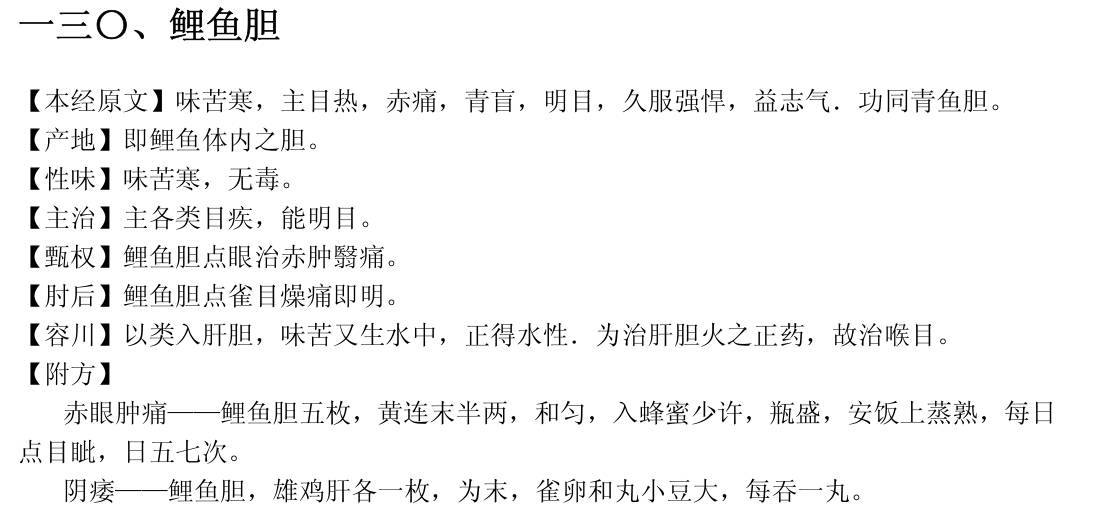 一三〇、鲤鱼胆
【本经原文】味苦寒，主目热，赤痛，青盲，明目，久服强悍，益志气．功同青鱼胆。
【产地】即鲤鱼体内之胆。
【性味】味苦寒，无毒。
【主治】主各类目疾，能明目。
【甄权】鲤鱼胆点眼治赤肿翳痛。
【肘后】鲤鱼胆点雀目燥痛即明。
【容川】以类入肝胆，味苦又生水中，正得水性．为治肝胆火之正药，故治喉目。
【附方】
赤眼肿痛——鲤鱼胆五枚，黄连末半两，和匀，入蜂蜜少许，瓶盛，安饭上蒸熟，每日
点目眦，日五七次。
阴痿——鲤鱼胆，雄鸡肝各一枚，为末，雀卵和丸小豆大，每吞一丸。